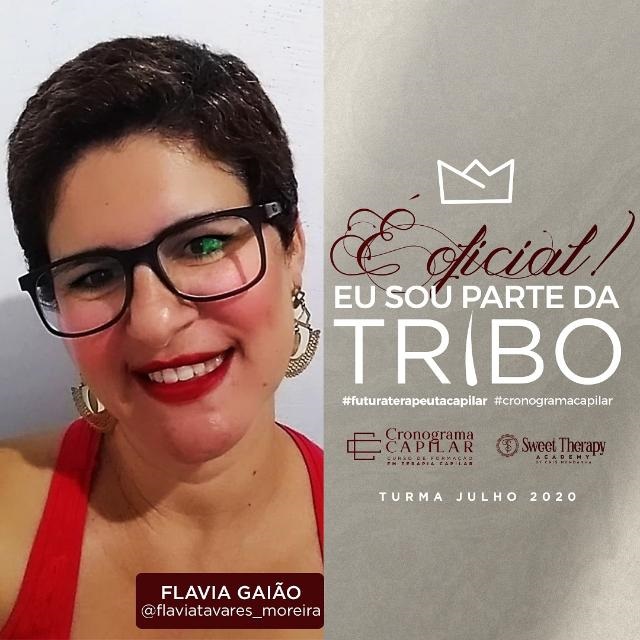 É oficial!
EU SOU PARTE DA
TRIBO
#futuraterapeutacapilar #cronogramacapilar
Cronograma
CAPILAR
CURSO DE FORMAÇÃO
EM TERAPIA CAPILAR
Sweet Therapy
ACADEMY
TURMA JULHO 2020
FLAVIA GAIÃO
@flaviatavares_moreira